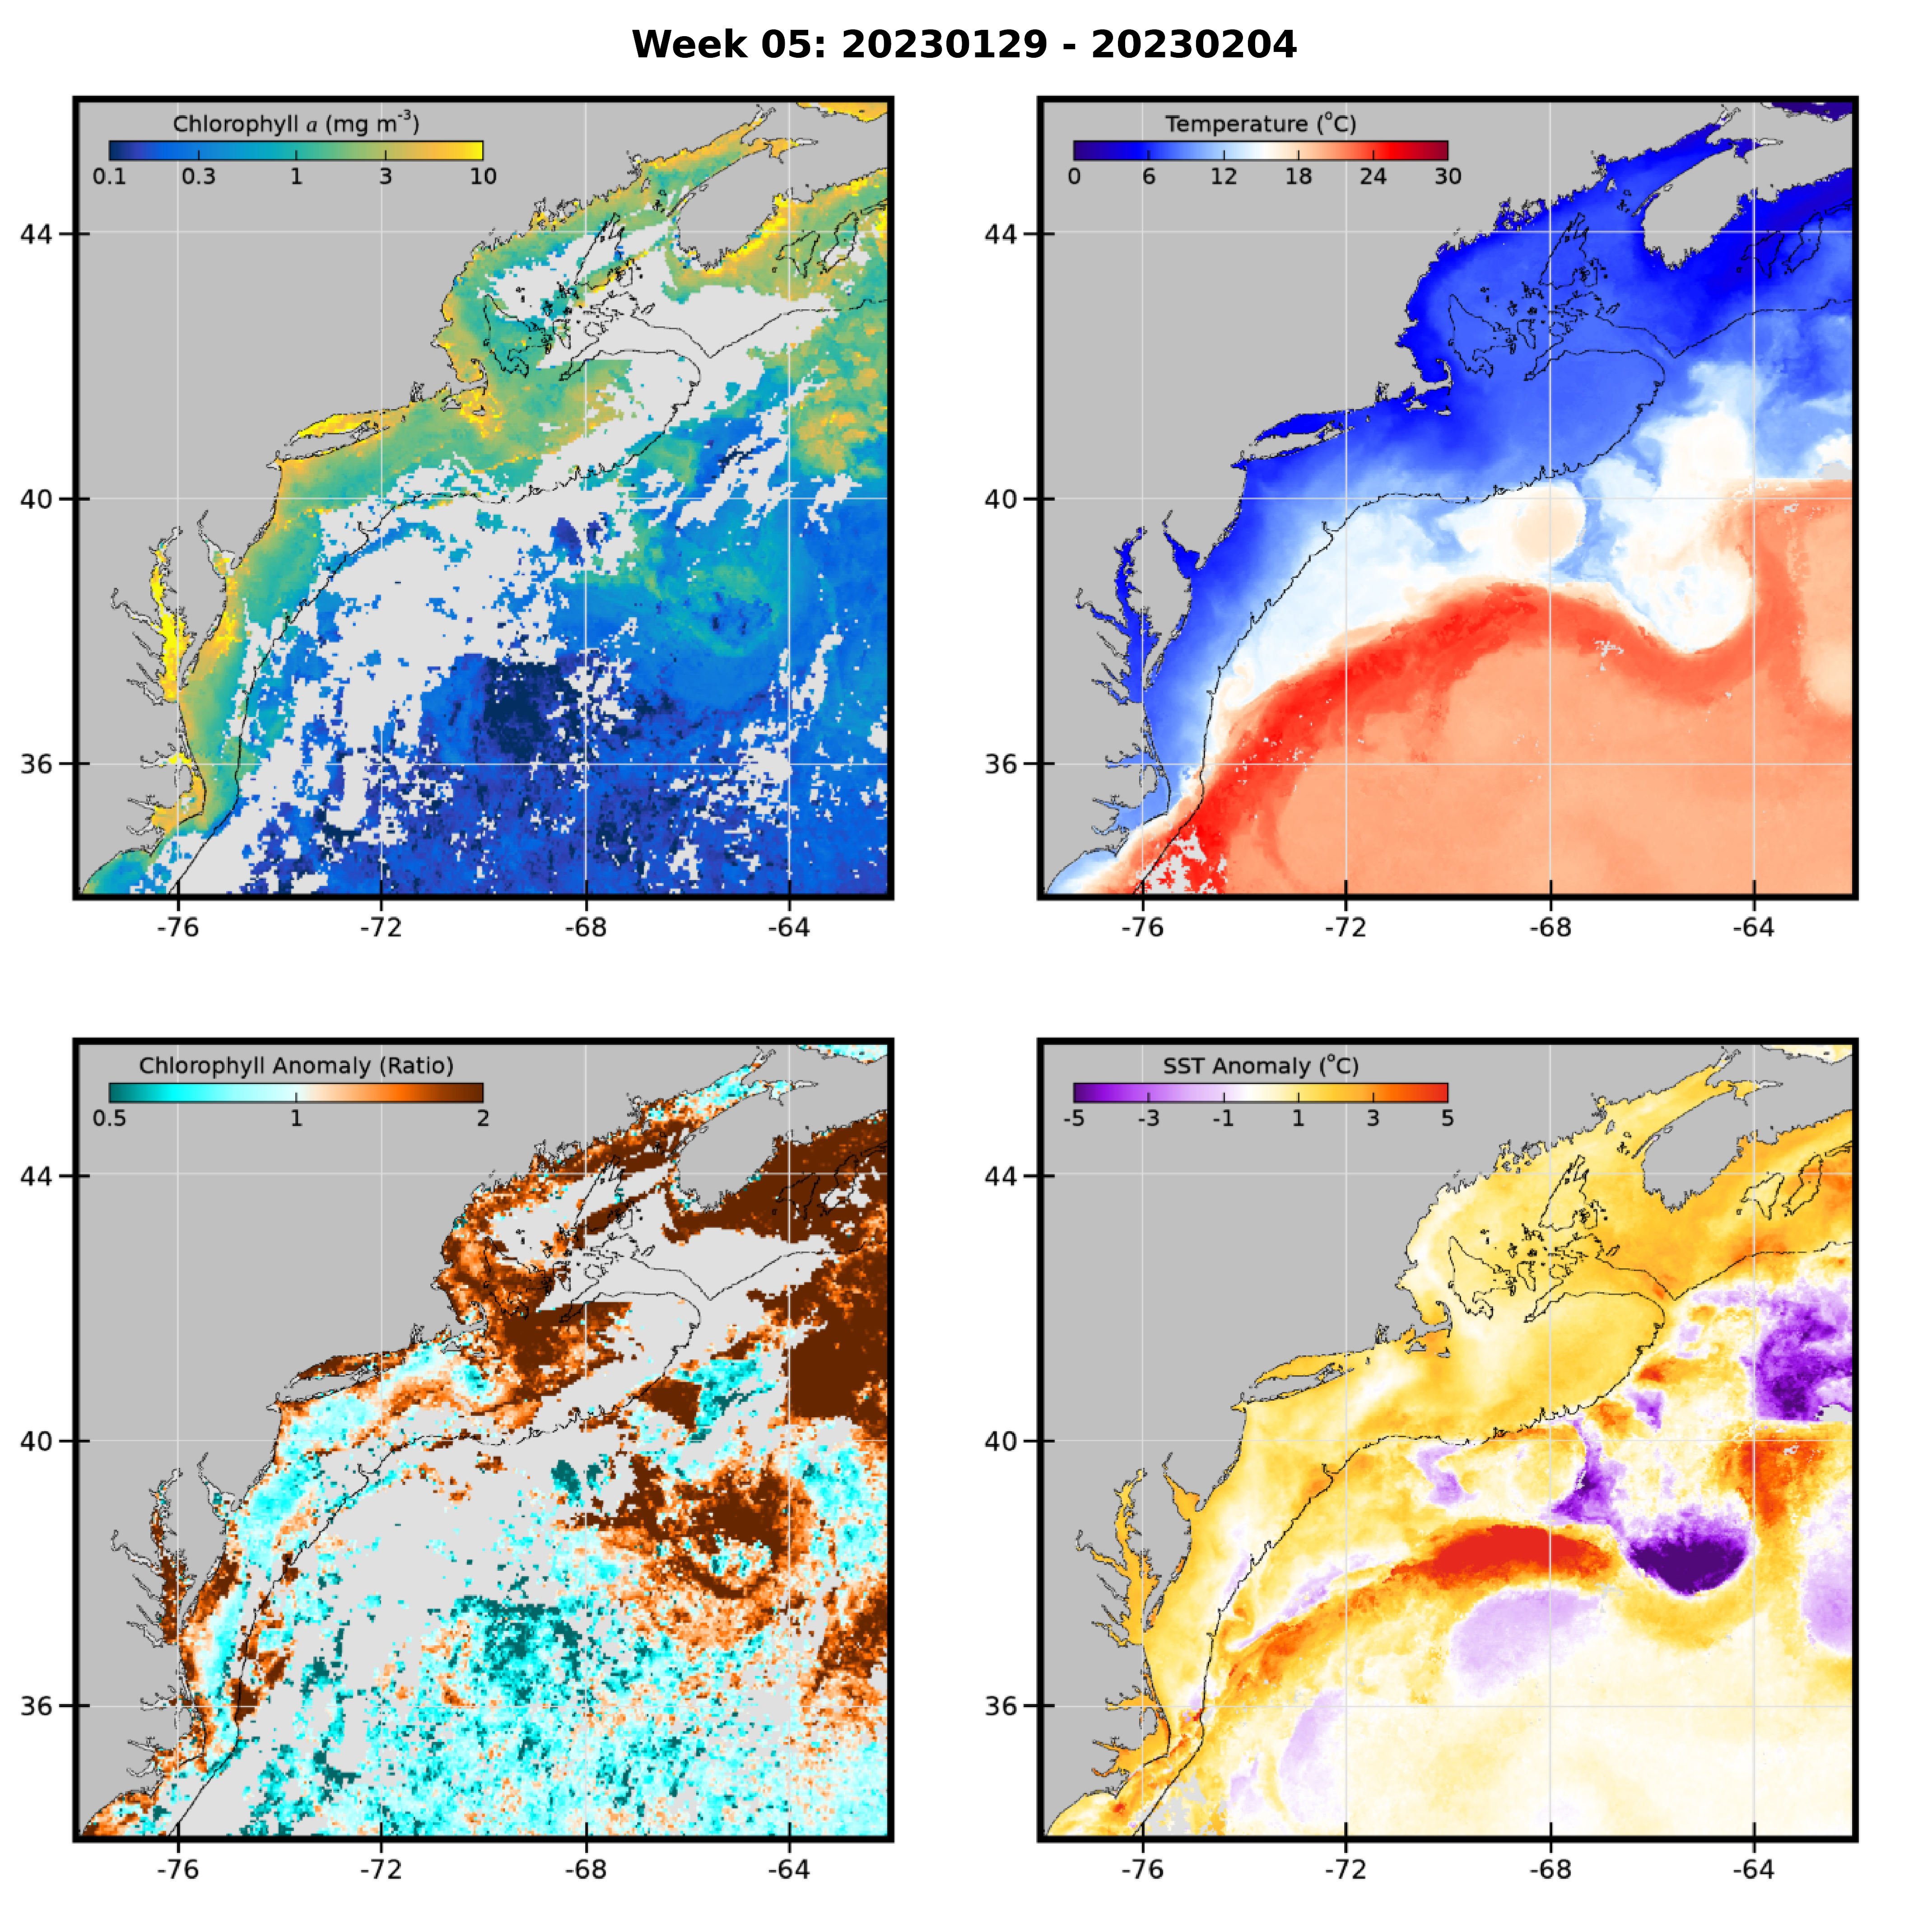 Week 05: 20230129 - 20230204
Chlorophyll a (mg m⁻³)
0.1 0.3 1 3 10
44
40
36
-76 -72 -68 -64
Temperature (°C)
0 6 12 18 24 30
44
40
36
-76 -72 -68 -64
Chlorophyll Anomaly (Ratio)
0.5 1 2
44
40
36
-76 -72 -68 -64
SST Anomaly (°C)
-5 -3 -1 1 3 5
44
40
36
-76 -72 -68 -64